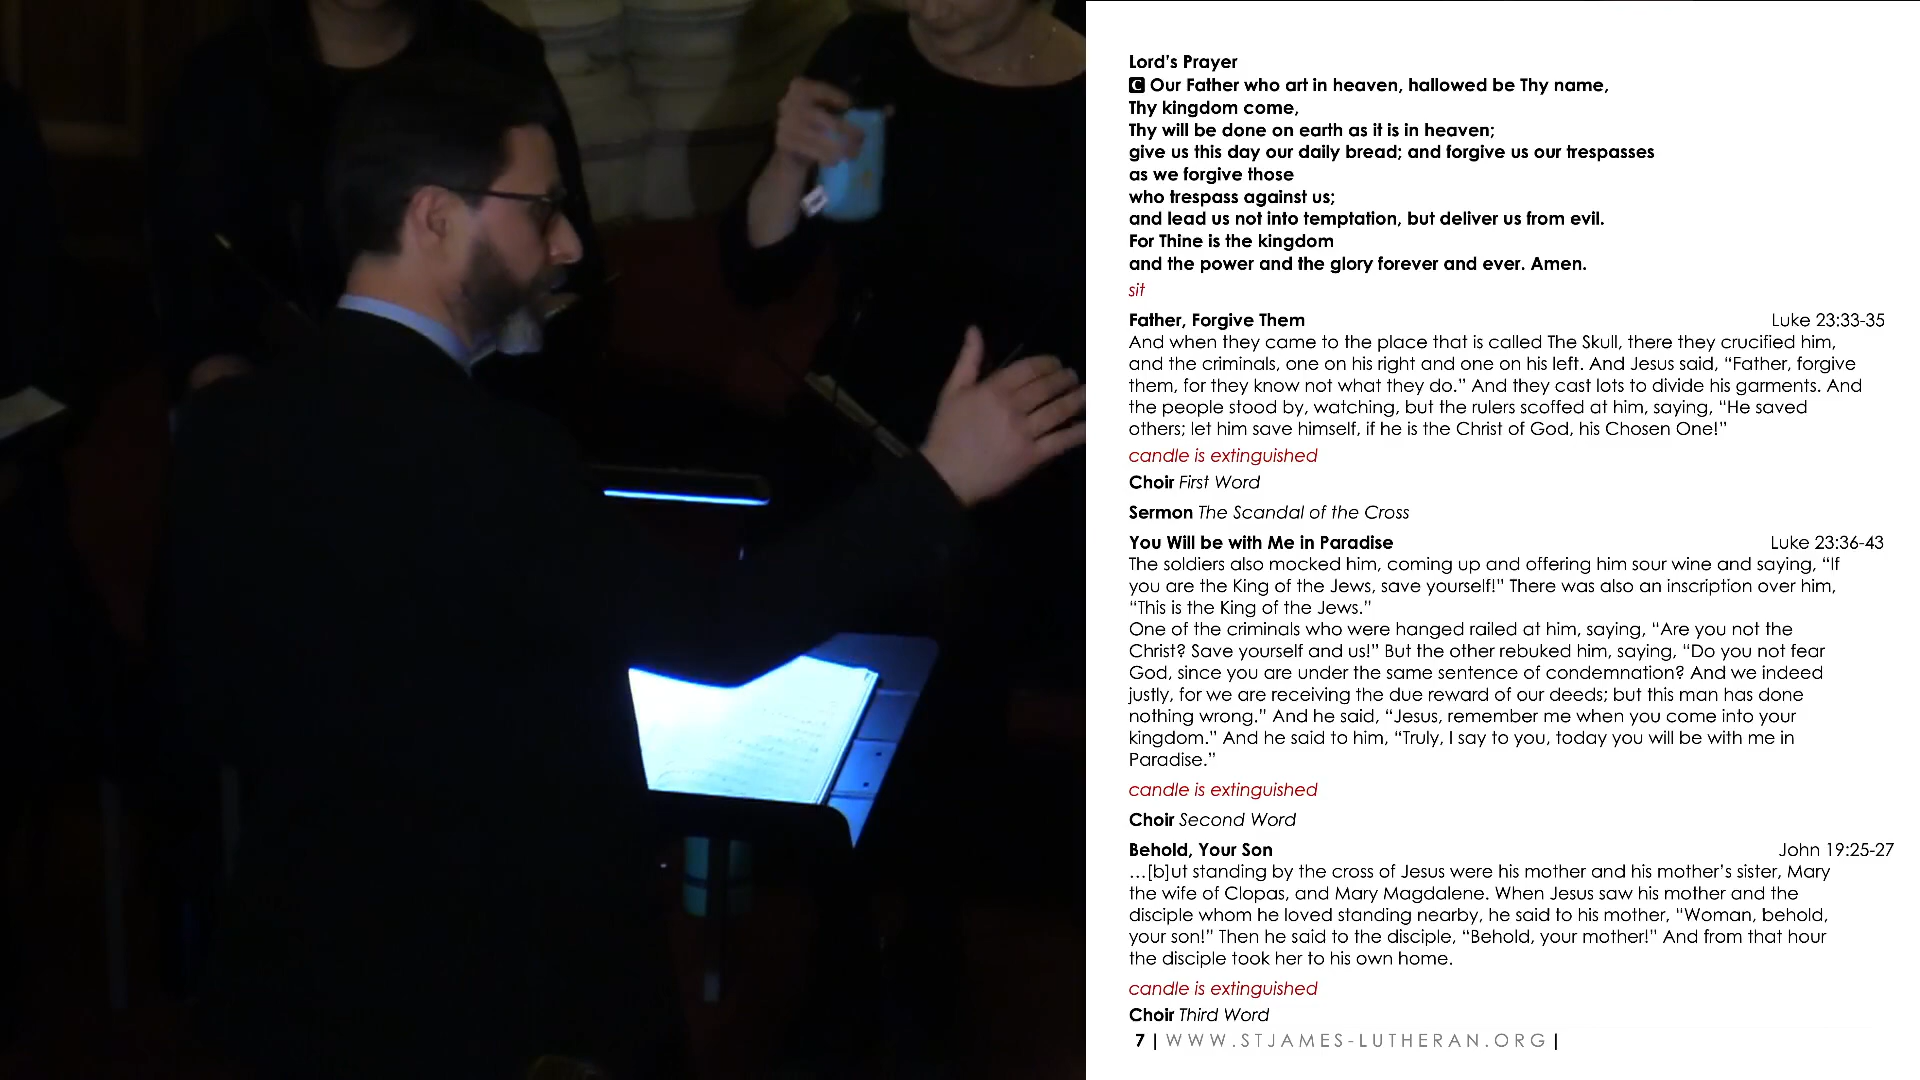 Lord's Prayer
C Our Father who art in heaven, hallowed be Thy name,
Thy kingdom come,
Thy will be done on earth as it is in heaven;
give us this day our daily bread; and forgive us our trespasses
as we forgive those
who trespass against us;
and lead us not into temptation, but deliver us from evil.
For Thine is the kingdom
and the power and the glory forever and ever. Amen.
sit
Father, Forgive Them Luke 23:33-35
And when they came to the place that is called The Skull, there they crucified him,
and the criminals, one on his right and one on his left. And Jesus said, “Father, forgive
them, for they know not what they do.” And they cast lots to divide his garments. And
the people stood by, watching, but the rulers scoffed at him, saying, “He saved
others; let him save himself, if he is the Christ of God, his Chosen One!”
candle is extinguished
Choir First Word
Sermon The Scandal of the Cross
You Will be with Me in Paradise Luke 23:36-43
The soldiers also mocked him, coming up and offering him sour wine and saying, “If
you are the King of the Jews, save yourself!” There was also an inscription over him,
“This is the King of the Jews.”
One of the criminals who were hanged railed at him, saying, “Are you not the
Christ? Save yourself and us!” But the other rebuked him, saying, “Do you not fear
God, since you are under the same sentence of condemnation? And we indeed
justly, for we are receiving the due reward of our deeds; but this man has done
nothing wrong.” And he said, “Jesus, remember me when you come into your
kingdom.” And he said to him, “Truly, I say to you, today you will be with me in
Paradise.”
candle is extinguished
Choir Second Word
Behold, Your Son John 19:25-27
…[b]ut standing by the cross of Jesus were his mother and his mother’s sister, Mary
the wife of Clopas, and Mary Magdalene. When Jesus saw his mother and the
disciple whom he loved standing nearby, he said to his mother, “Woman, behold,
your son!” Then he said to the disciple, “Behold, your mother!” And from that hour
the disciple took her to his own home.
candle is extinguished
Choir Third Word
7 | WWW.STJAMES-LUTHERAN.ORG |